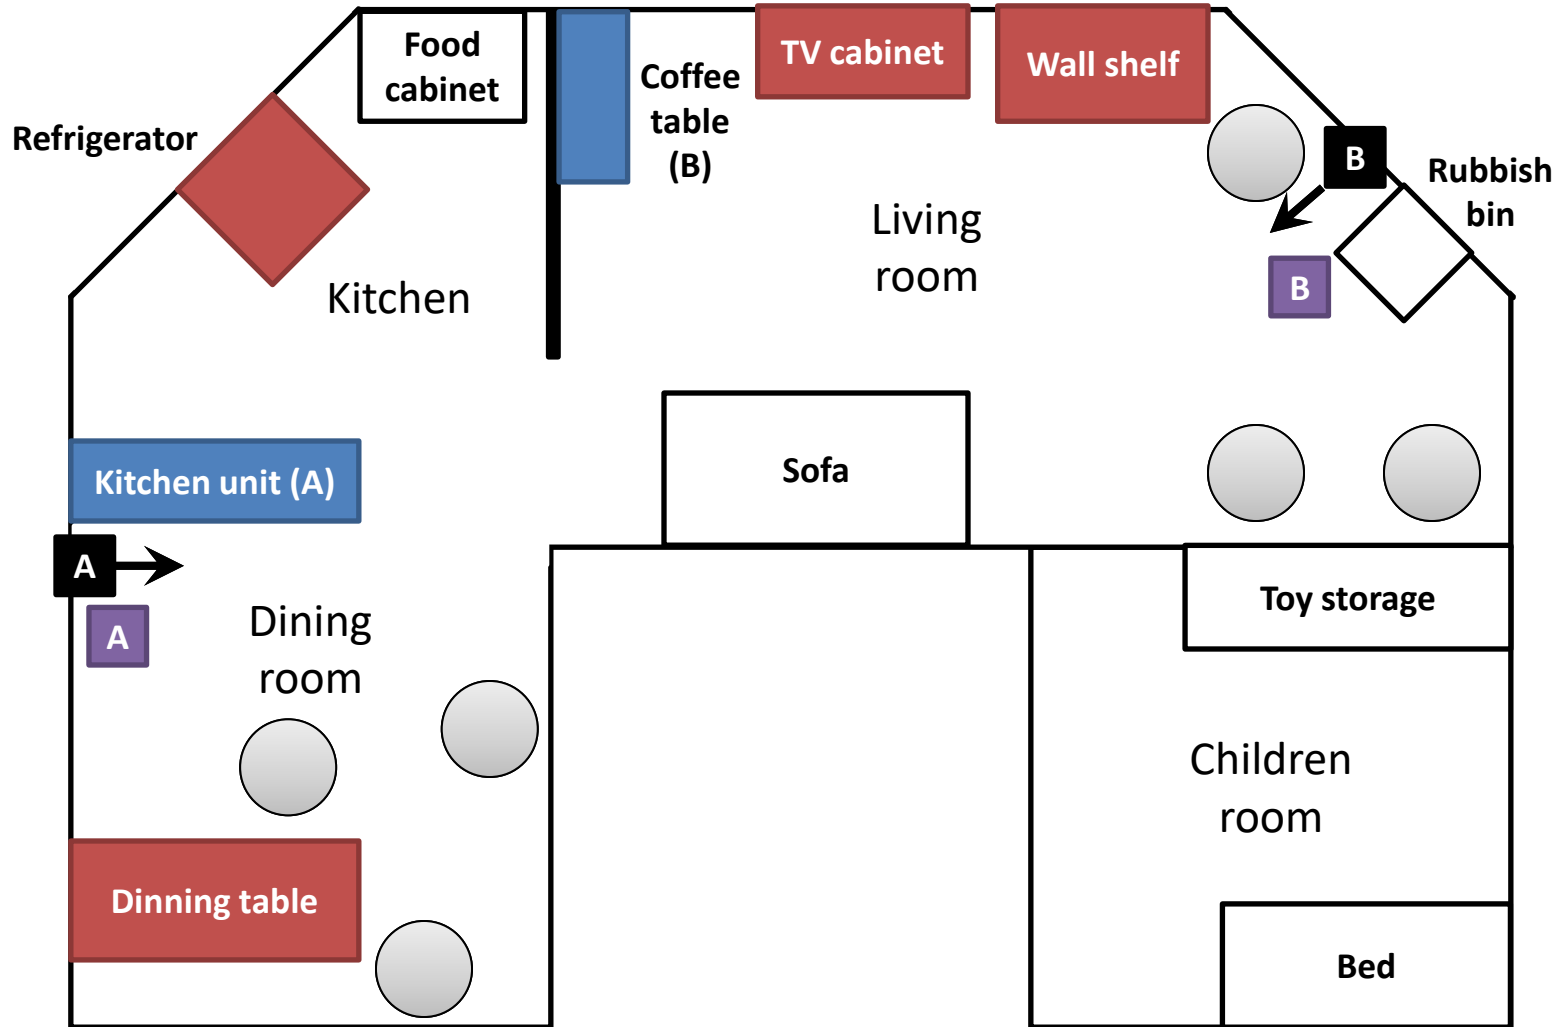 Food
cabinet
TV cabinet
Wall shelf
Coffee
table
(B)
Refrigerator
B
Rubbish
bin
Living
room
Kitchen
B
Kitchen unit (A)
Sofa
A
A
Dining
room
Toy storage
Children
room
Dinning table
Bed